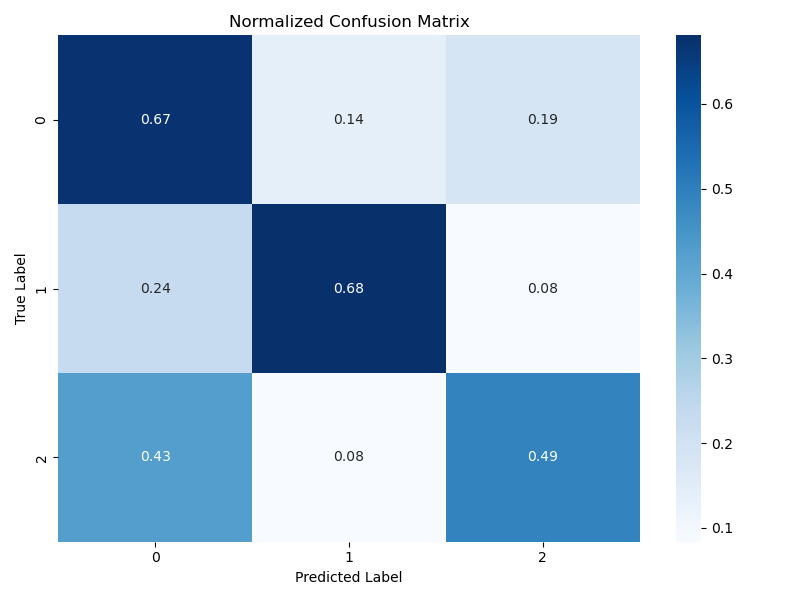 Normalized Confusion Matrix
True Label
0 0.67 0.14 0.19
1 0.24 0.68 0.08
2 0.43 0.08 0.49
0 1 2
Predicted Label
0.6
0.5
0.4
0.3
0.2
0.1